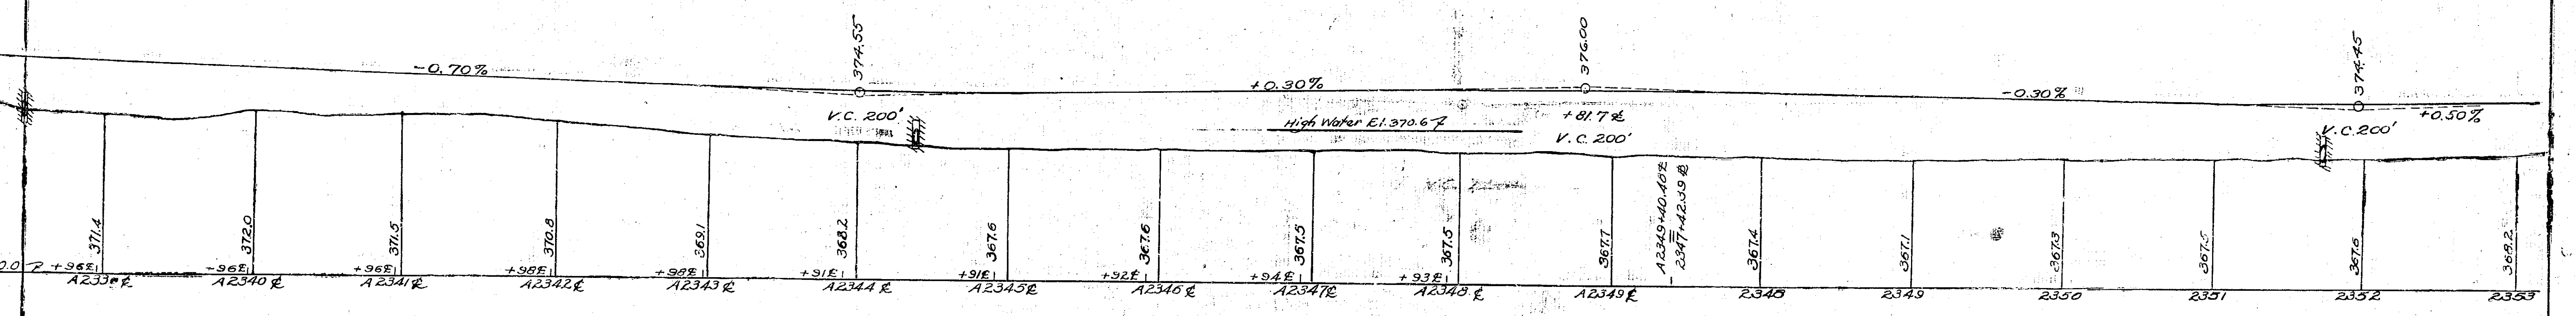 374.55
376.00
374.45
-0.70%
+0.30%
-0.30%
+0.50%
V.C. 200'
High Water El. 370.6
+81.7 ℄
V.C. 200'
V.C. 200'
371.4
372.0
371.5
370.8
369.1
368.2
367.6
367.6
367.5
367.5
367.7
A2349+40.46 ℄
=
2347+42.39 ℄
367.4
367.1
367.3
367.5
367.6
368.2
+96℄
+96℄
+96℄
+98℄
+98℄
+91℄
+91℄
+92℄
+94℄
+93℄
A2340 ℄
A2341 ℄
A2342 ℄
A2343 ℄
A2344 ℄
A2345 ℄
A2346 ℄
A2347 ℄
A2348 ℄
A2349 ℄
2348
2349
2350
2351
2352
2353